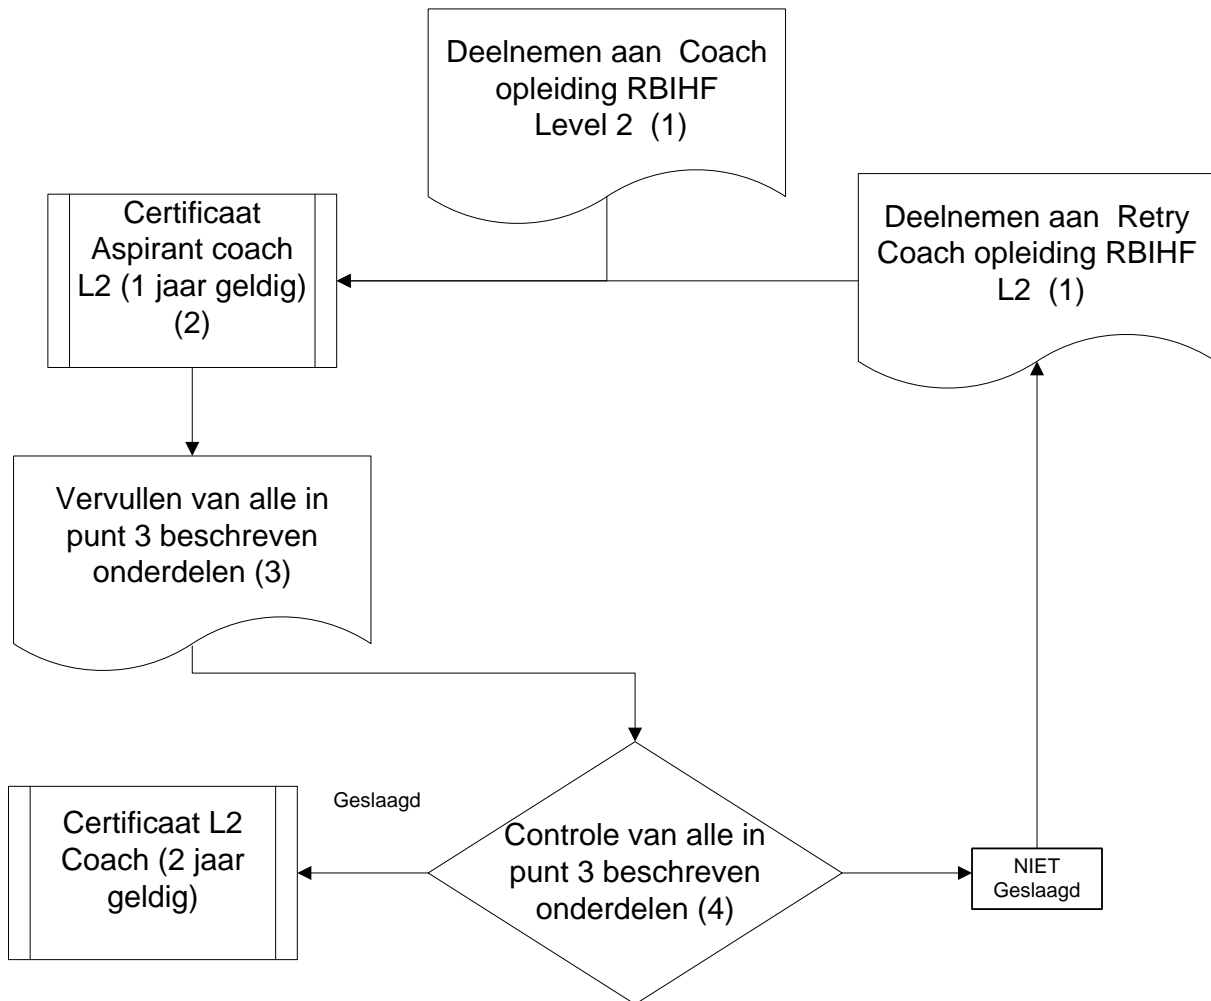 Deelnemen aan  Coach
opleiding RBIHF
Level 2  (1)
Certificaat
Aspirant coach
L2 (1 jaar geldig)
(2)
Deelnemen aan  Retry
Coach opleiding RBIHF
L2  (1)
Vervullen van alle in
punt 3 beschreven
onderdelen (3)
Geslaagd
Certificaat L2
Coach (2 jaar
geldig)
Controle van alle in
punt 3 beschreven
onderdelen (4)
NIET
Geslaagd